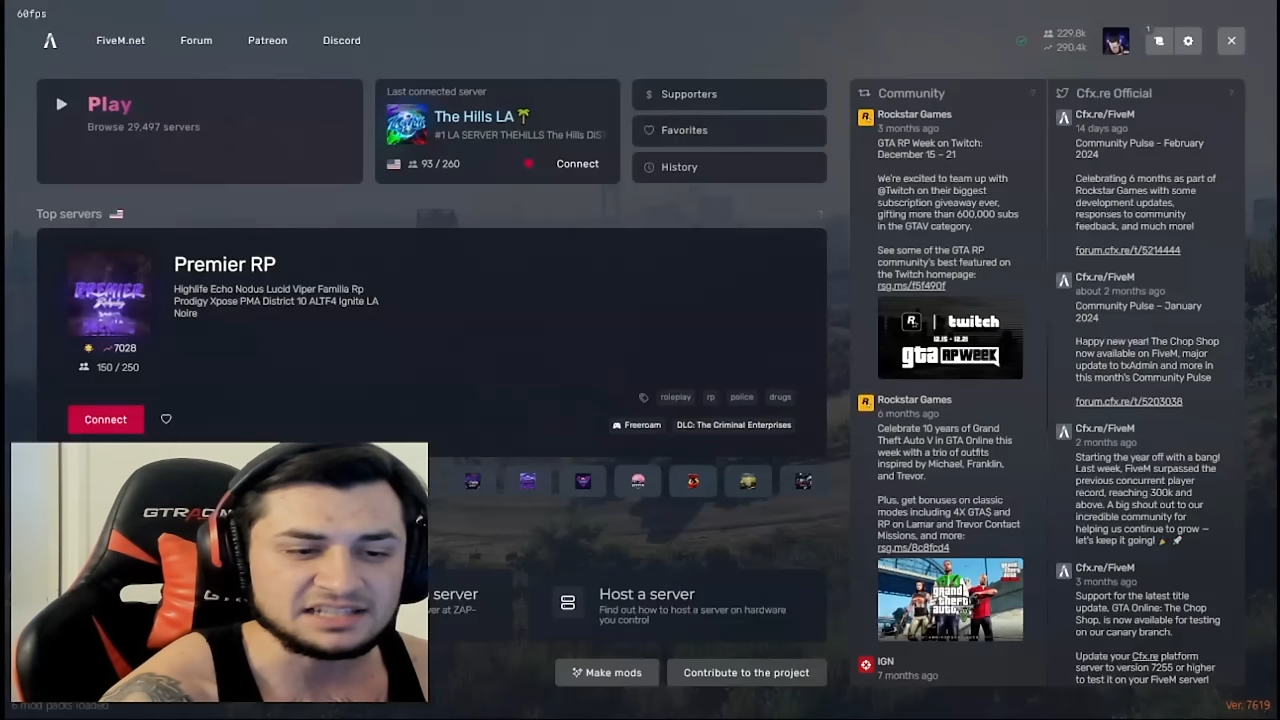 60fps
FiveM.net
Forum
Patreon
Discord
229.8k
290.4k
1
Play
Browse 29,497 servers
Last connected server
The Hills LA
#1 LA SERVER THEHILLS The Hills DIS
93 / 260
Connect
Supporters
Favorites
History
Top servers
?
Premier RP
Highlife Echo Nodus Lucid Viper Familia Rp
Prodigy Xpose PMA District 10 ALTF4 Ignite LA
Noire
PREMIER
7028
150 / 250
Connect
roleplay
rp
police
drugs
Freeroam
DLC: The Criminal Enterprises
server
ver at ZAP-
Host a server
Find out how to host a server on hardware
you control
Make mods
Contribute to the project
GTRACIN
Community
?
Rockstar Games
3 months ago
GTA RP Week on Twitch:
December 15 – 21
We're excited to team up with
@Twitch on their biggest
subscription giveaway ever,
gifting more than 600,000 subs
in the GTAV category.
See some of the GTA RP
community's best featured on
the Twitch homepage:
rsg.ms/f5f490f
R
twitch
12.15 - 12.21
gta RP WEEK
Rockstar Games
6 months ago
Celebrate 10 years of Grand
Theft Auto V in GTA Online this
week with a trio of outfits
inspired by Michael, Franklin,
and Trevor.
Plus, get bonuses on classic
modes including 4X GTA$ and
RP on Lamar and Trevor Contact
Missions, and more:
rsg.ms/8c8fcd4
grand
theft
auto
IGN
7 months ago
Cfx.re Official
?
Cfx.re/FiveM
14 days ago
Community Pulse – February
2024
Celebrating 6 months as part of
Rockstar Games with some
development updates,
responses to community
feedback, and much more!
forum.cfx.re/t/5214444
Cfx.re/FiveM
about 2 months ago
Community Pulse – January
2024
Happy new year! The Chop Shop
now available on FiveM, major
update to txAdmin and more in
this month's Community Pulse
forum.cfx.re/t/5203038
Cfx.re/FiveM
2 months ago
Starting the year off with a bang!
Last week, FiveM surpassed the
previous concurrent player
record, reaching 300k and
above. A big shout out to our
incredible community for
helping us continue to grow —
let's keep it going!
Cfx.re/FiveM
3 months ago
Support for the latest title
update, GTA Online: The Chop
Shop, is now available for testing
on our canary branch.
Update your Cfx.re platform
server to version 7255 or higher
to test it on your FiveM server!
mod packs loaded
Ver. 7619